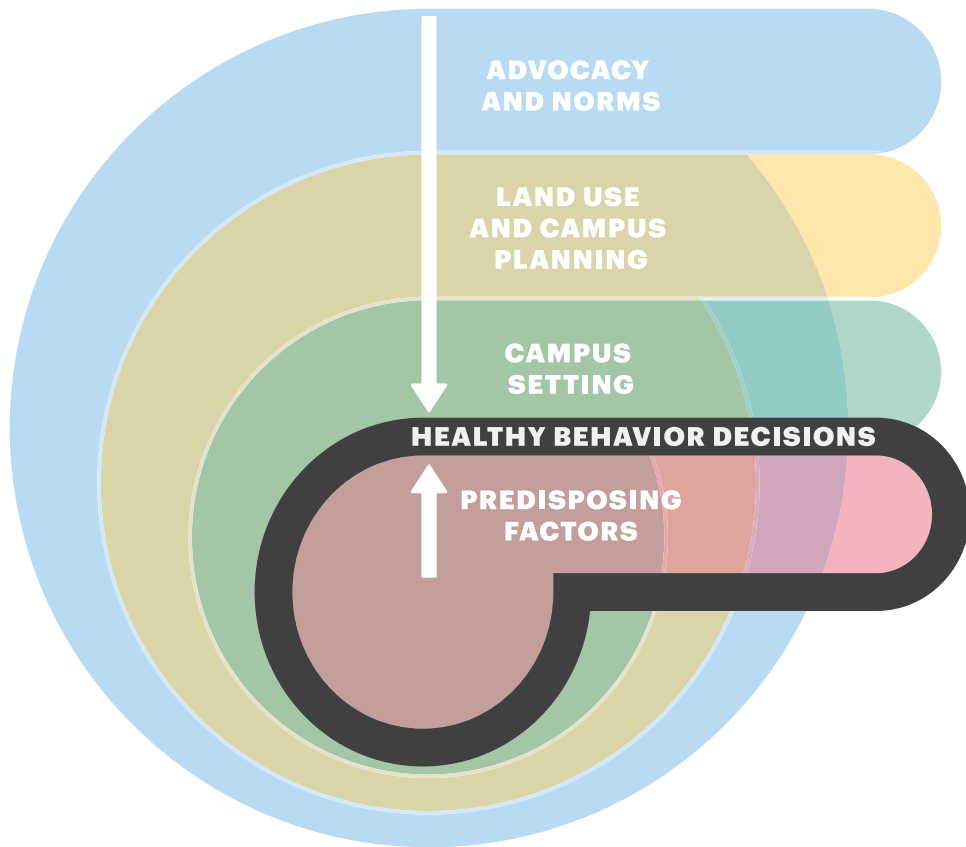 ADVOCACY
AND NORMS
LAND USE
AND CAMPUS
PLANNING
CAMPUS
SETTING
HEALTHY BEHAVIOR DECISIONS
PREDISPOSING
FACTORS